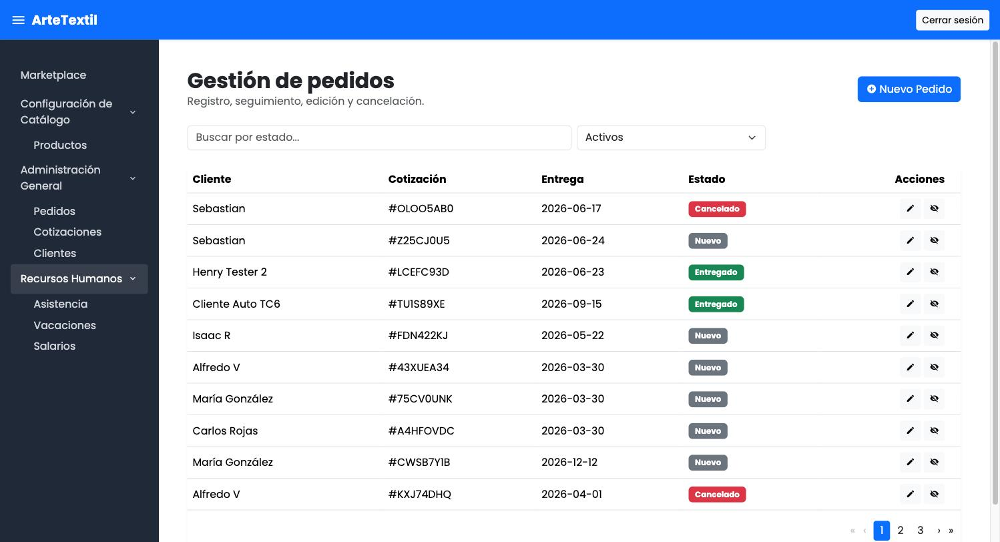 ArteTextil
Cerrar sesión
Marketplace
Configuración de
Catálogo
Productos
Administración
General
Pedidos
Cotizaciones
Clientes
Recursos Humanos
Asistencia
Vacaciones
Salarios
Gestión de pedidos
Registro, seguimiento, edición y cancelación.
Nuevo Pedido
Buscar por estado...
Activos
Cliente Cotización Entrega Estado Acciones
Sebastian #OLOO5AB0 2026-06-17 Cancelado
Sebastian #Z25CJ0U5 2026-06-24 Nuevo
Henry Tester 2 #LCEFC93D 2026-06-23 Entregado
Cliente Auto TC6 #TU1S89XE 2026-09-15 Entregado
Isaac R #FDN422KJ 2026-05-22 Nuevo
Alfredo V #43XUEA34 2026-03-30 Nuevo
María González #75CV0UNK 2026-03-30 Nuevo
Carlos Rojas #A4HFOVDC 2026-03-30 Nuevo
María González #CWSB7Y1B 2026-12-12 Nuevo
Alfredo V #KXJ74DHQ 2026-04-01 Cancelado
« ‹ 1 2 3 › »